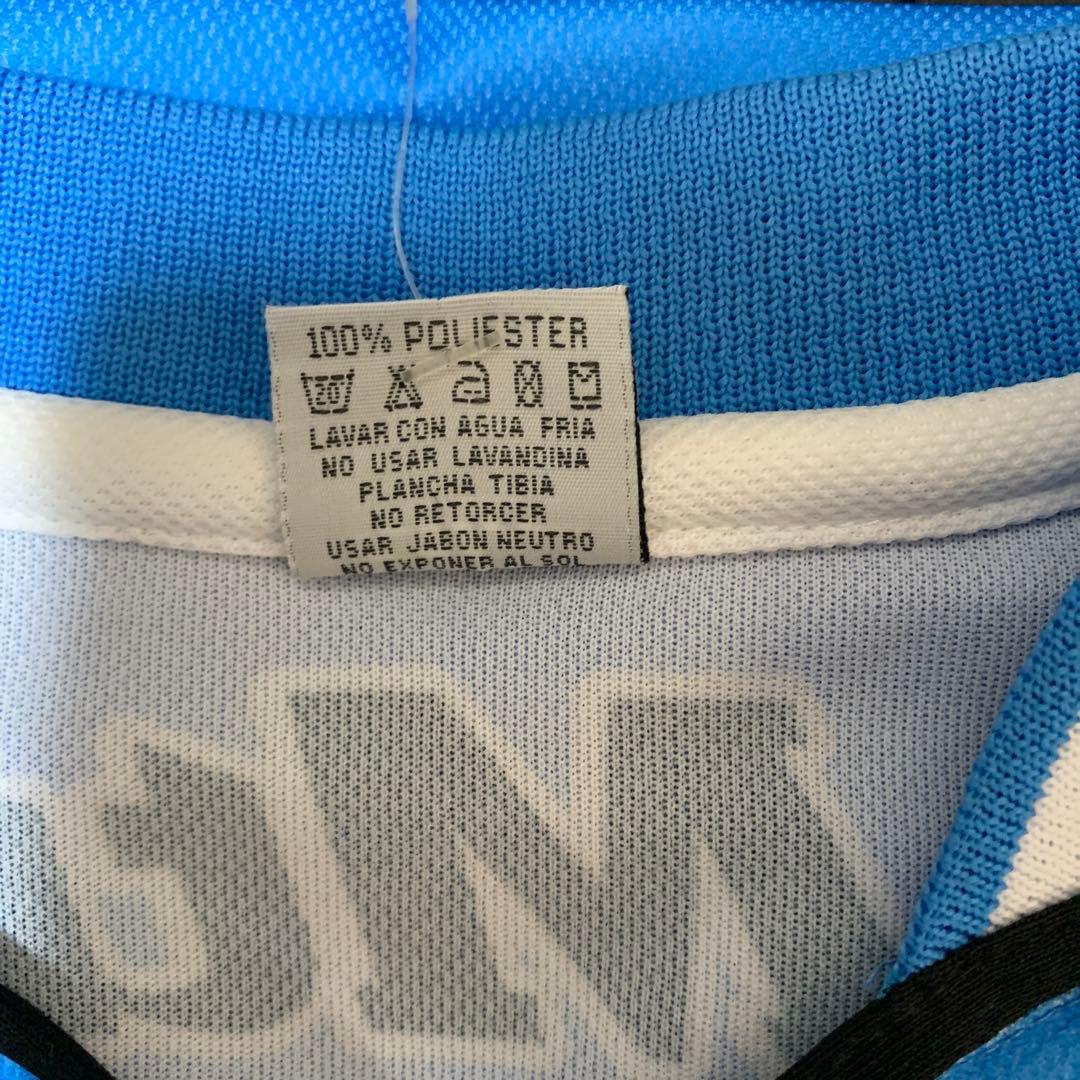 100% POLIESTER
20°
LAVAR CON AGUA FRIA
NO USAR LAVANDINA
PLANCHA TIBIA
NO RETORCER
USAR JABON NEUTRO
NO EXPONER AL SOL